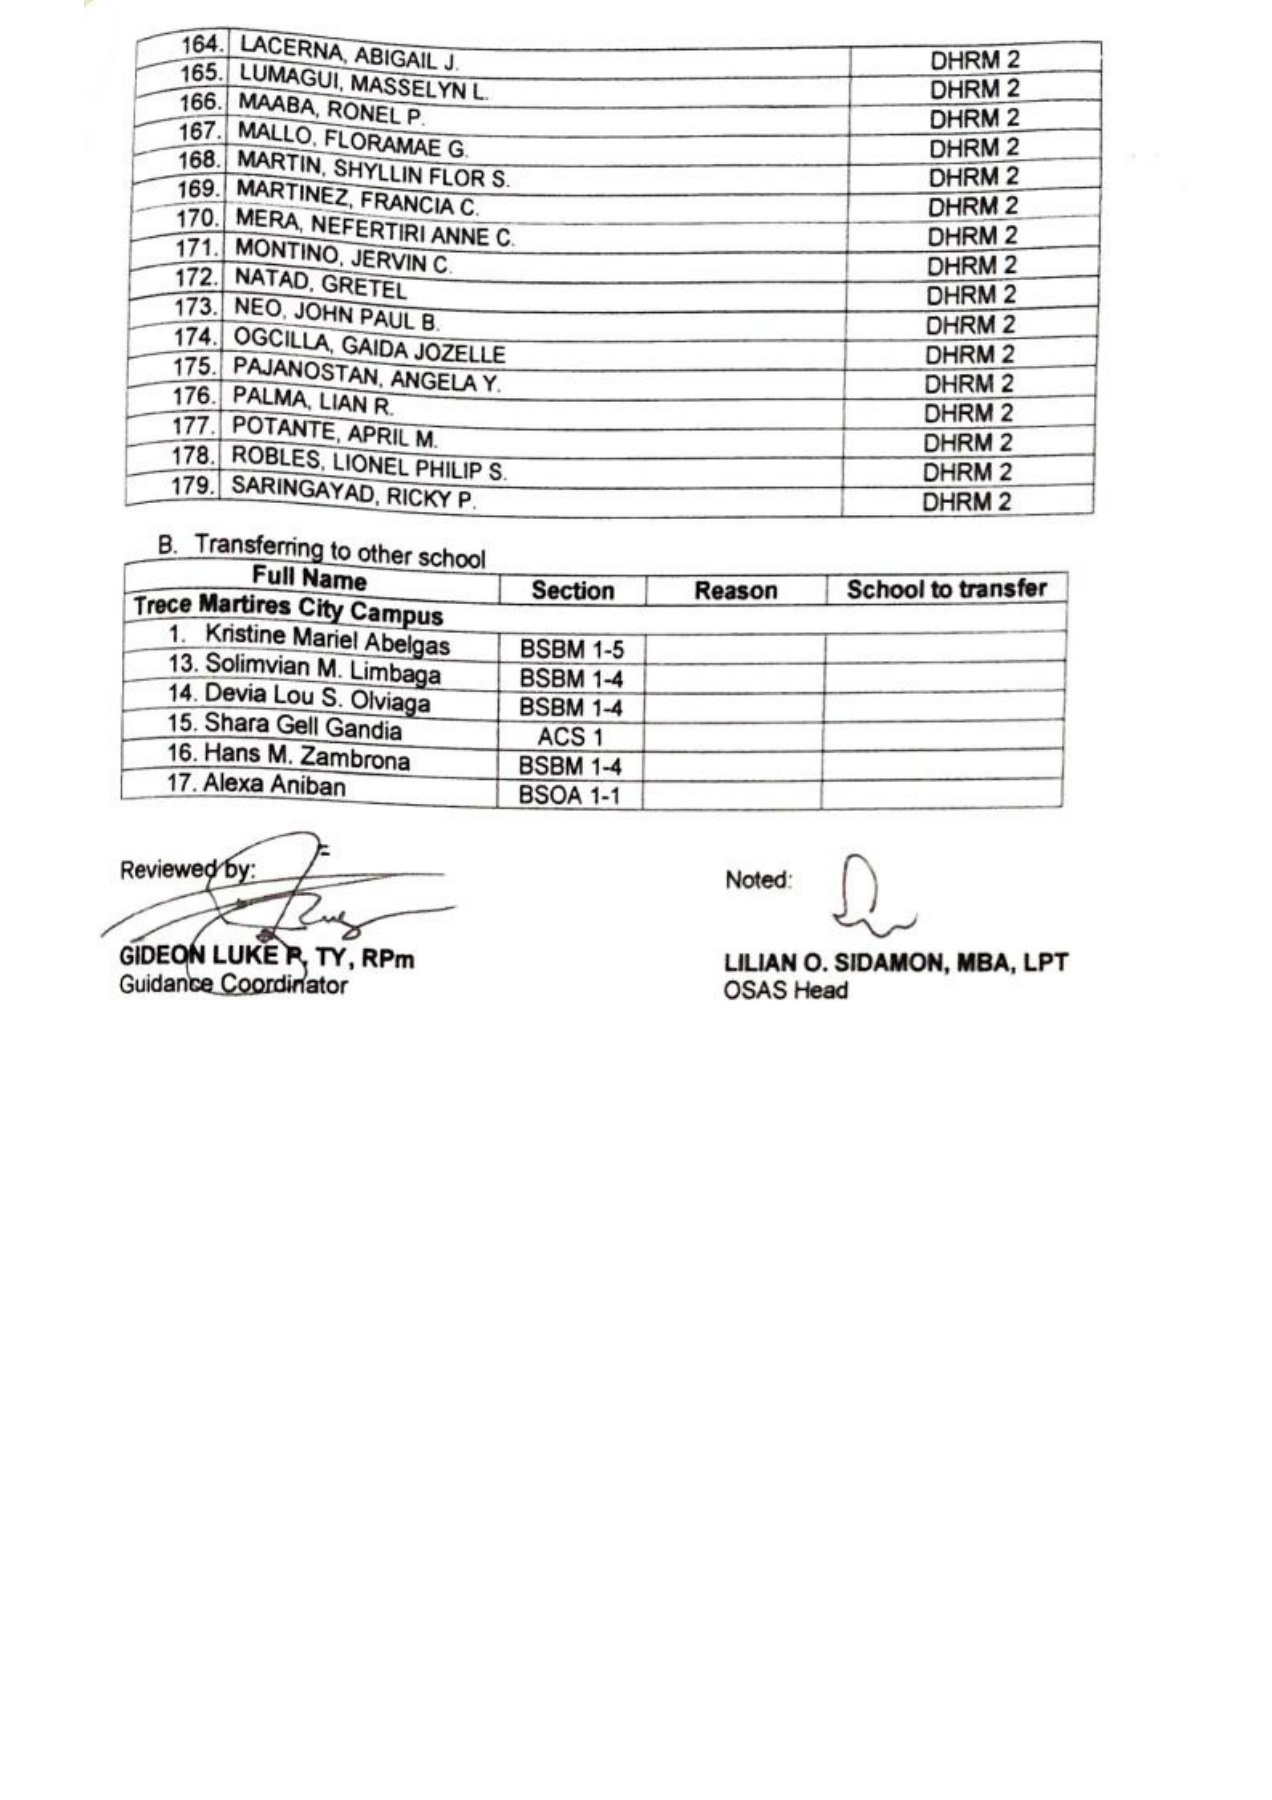 164. LACERNA, ABIGAIL J. DHRM 2
165. LUMAGUI, MASSELYN L. DHRM 2
166. MAABA, RONEL P. DHRM 2
167. MALLO, FLORAMAE G. DHRM 2
168. MARTIN, SHYLLIN FLOR S. DHRM 2
169. MARTINEZ, FRANCIA C. DHRM 2
170. MERA, NEFERTIRI ANNE C. DHRM 2
171. MONTINO, JERVIN C. DHRM 2
172. NATAD, GRETEL DHRM 2
173. NEO, JOHN PAUL B. DHRM 2
174. OGCILLA, GAIDA JOZELLE DHRM 2
175. PAJANOSTAN, ANGELA Y. DHRM 2
176. PALMA, LIAN R. DHRM 2
177. POTANTE, APRIL M. DHRM 2
178. ROBLES, LIONEL PHILIP S. DHRM 2
179. SARINGAYAD, RICKY P. DHRM 2
B. Transferring to other school
Full Name Section Reason School to transfer
Trece Martires City Campus
1. Kristine Mariel Abelgas BSBM 1-5
13. Solimvian M. Limbaga BSBM 1-4
14. Devia Lou S. Olviaga BSBM 1-4
15. Shara Gell Gandia ACS 1
16. Hans M. Zambrona BSBM 1-4
17. Alexa Aniban BSOA 1-1
Reviewed by: Noted:
GIDEON LUKE P. TY, RPm LILIAN O. SIDAMON, MBA, LPT
Guidance Coordinator OSAS Head